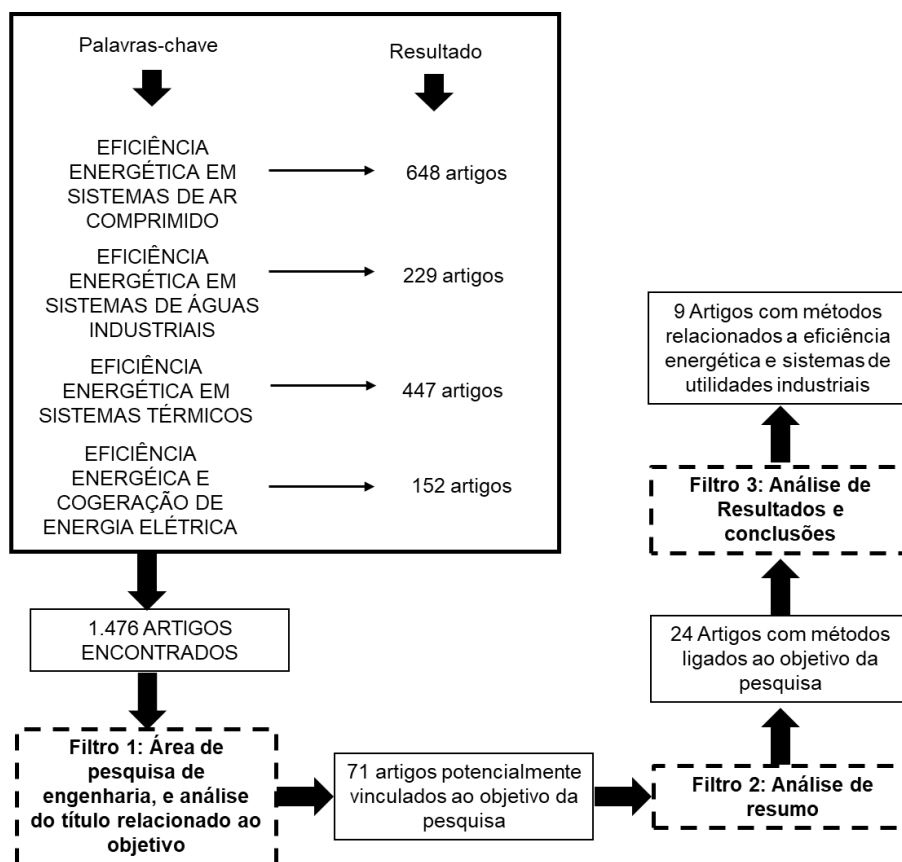 Palavras-chave
Resultado
EFICIÊNCIA
ENERGÉTICA EM
SISTEMAS DE AR
COMPRIMIDO
648 artigos
EFICIÊNCIA
ENERGÉTICA EM
SISTEMAS DE ÁGUAS
INDUSTRIAIS
229 artigos
EFICIÊNCIA
ENERGÉTICA EM
SISTEMAS TÉRMICOS
447 artigos
EFICIÊNCIA
ENERGÉICA E
COGERAÇÃO DE
ENERGIA ELÉTRICA
152 artigos
1.476 ARTIGOS
ENCONTRADOS
Filtro 1: Área de
pesquisa de
engenharia, e análise
do título relacionado ao
objetivo
71 artigos potencialmente
vinculados ao objetivo da
pesquisa
Filtro 2: Análise de
resumo
24 Artigos com métodos
ligados ao objetivo da
pesquisa
Filtro 3: Análise de
Resultados e
conclusões
9 Artigos com métodos
relacionados a eficiência
energética e sistemas de
utilidades industriais